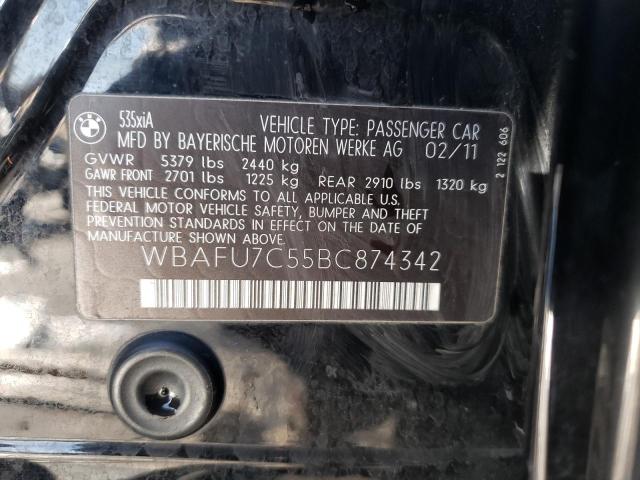 BMW
535xiA
VEHICLE TYPE: PASSENGER CAR
MFD BY BAYERISCHE MOTOREN WERKE AG 02/11
GVWR 5379 lbs 2440 kg
GAWR FRONT 2701 lbs 1225 kg REAR 2910 lbs 1320 kg
THIS VEHICLE CONFORMS TO ALL APPLICABLE U.S.
FEDERAL MOTOR VEHICLE SAFETY, BUMPER AND THEFT
PREVENTION STANDARDS IN EFFECT ON THE DATE OF
MANUFACTURE SHOWN ABOVE.
WBAFU7C55BC874342
2 122 606